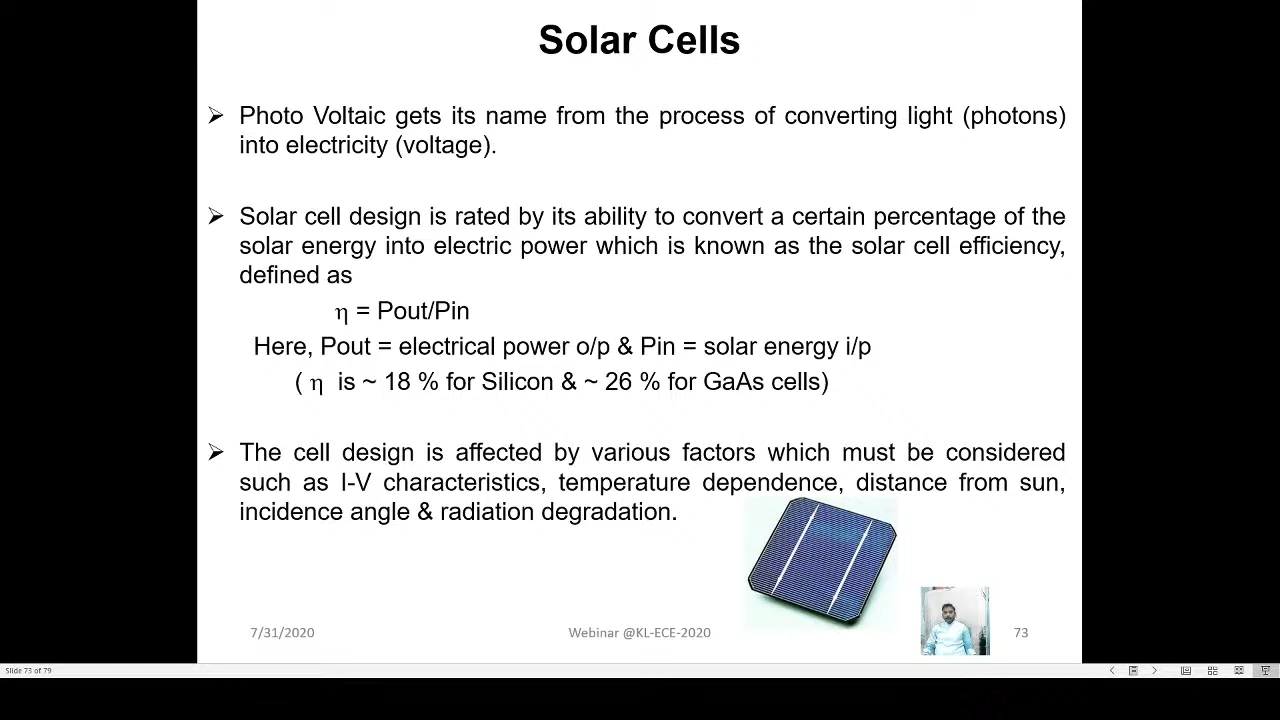 Solar Cells
➢ Photo Voltaic gets its name from the process of converting light (photons)
into electricity (voltage).
➢ Solar cell design is rated by its ability to convert a certain percentage of the
solar energy into electric power which is known as the solar cell efficiency,
defined as
η = Pout/Pin
Here, Pout = electrical power o/p & Pin = solar energy i/p
( η is ~ 18 % for Silicon & ~ 26 % for GaAs cells)
➢ The cell design is affected by various factors which must be considered
such as I-V characteristics, temperature dependence, distance from sun,
incidence angle & radiation degradation.
7/31/2020
Webinar @KL-ECE-2020
73
Slide 73 of 79